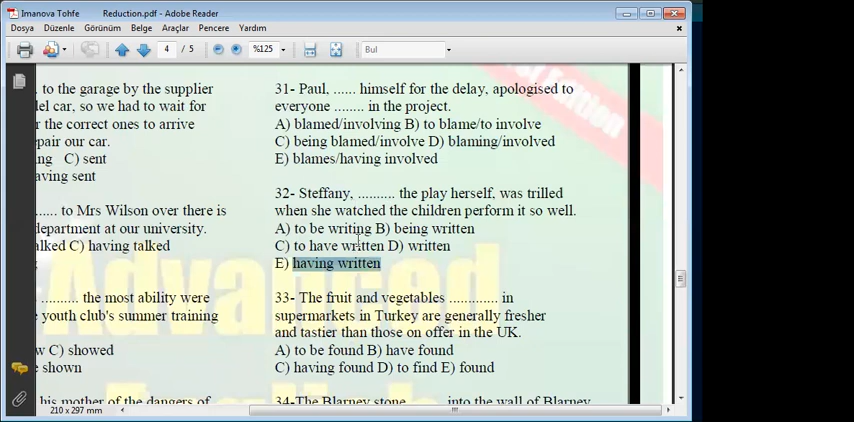 Imanova Tohfe Reduction.pdf - Adobe Reader
Dosya Düzenle Görünüm Belge Araçlar Pencere Yardım
4 / 5 %125 Bul
to the garage by the supplier
del car, so we had to wait for
r the correct ones to arrive
epair our car.
ing C) sent
aving sent
...... to Mrs Wilson over there is
department at our university.
alked C) having talked
.......... the most ability were
e youth club's summer training
w C) showed
e shown
his mother of the dangers of
31- Paul, ...... himself for the delay, apologised to
everyone ........ in the project.
A) blamed/involving B) to blame/to involve
C) being blamed/involve D) blaming/involved
E) blames/having involved
32- Steffany, .......... the play herself, was trilled
when she watched the children perform it so well.
A) to be writing B) being written
C) to have written D) written
E) having written
33- The fruit and vegetables ............. in
supermarkets in Turkey are generally fresher
and tastier than those on offer in the UK.
A) to be found B) have found
C) having found D) to find E) found
34-The Blarney stone ........ into the wall of Blarney
Advanced
Edition
210 x 297 mm